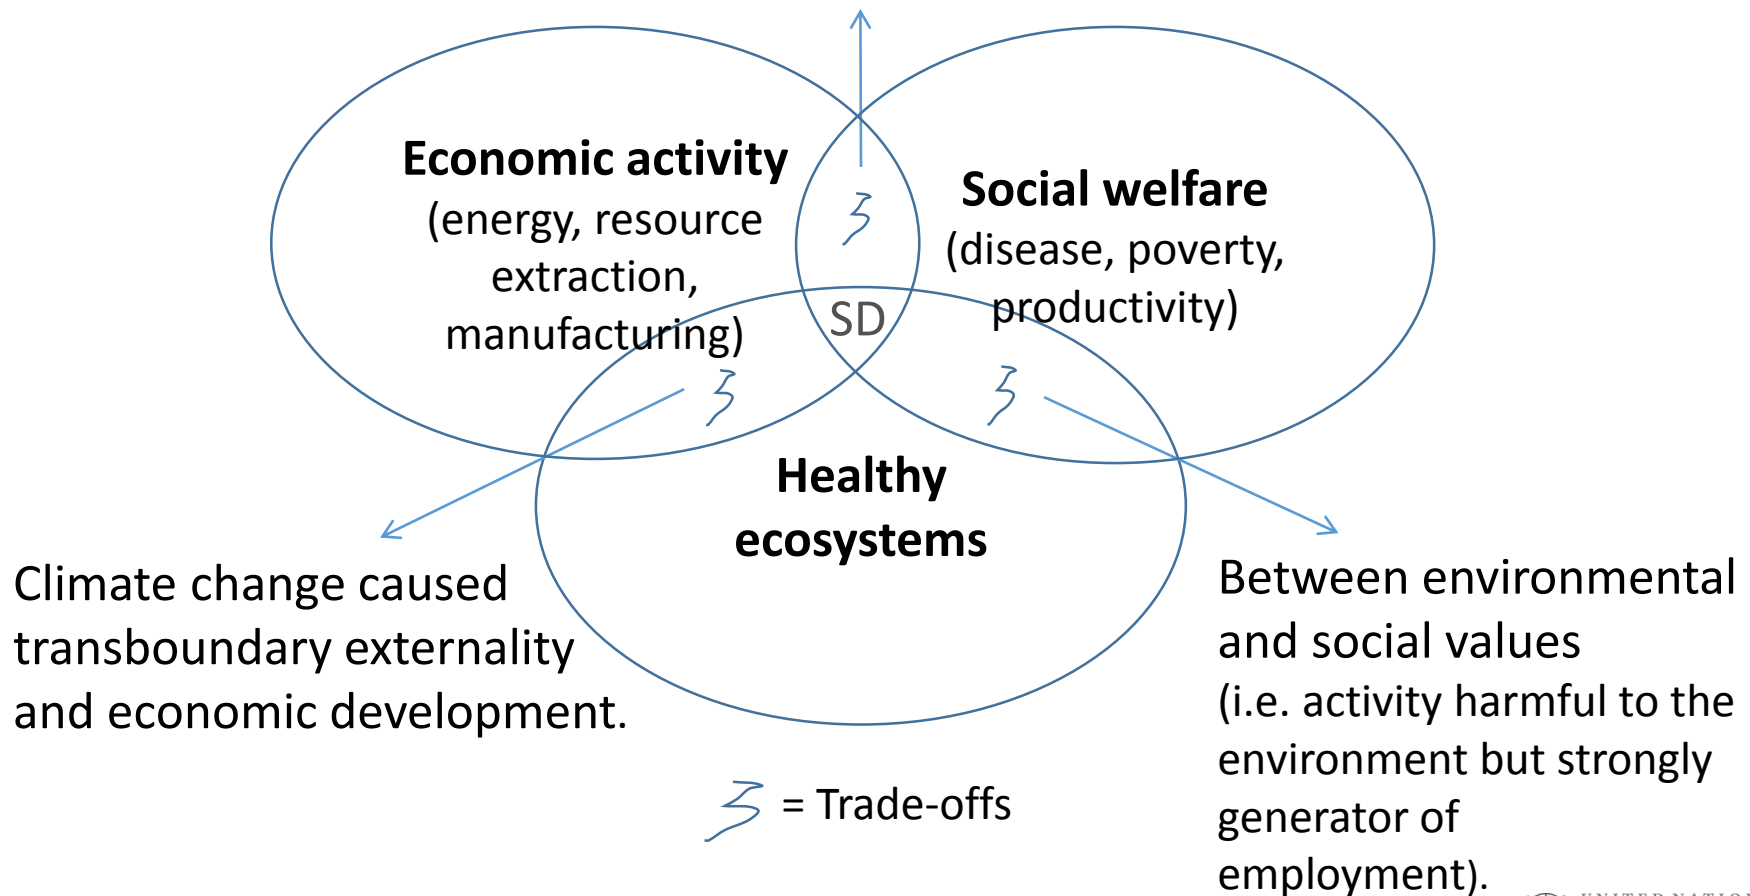 Economic activity
(energy, resource
extraction,
manufacturing)
Social welfare
(disease, poverty,
productivity)
SD
Healthy
ecosystems
Climate change caused
transboundary externality
and economic development.
Between environmental
and social values
(i.e. activity harmful to the
environment but strongly
generator of
employment).
= Trade-offs